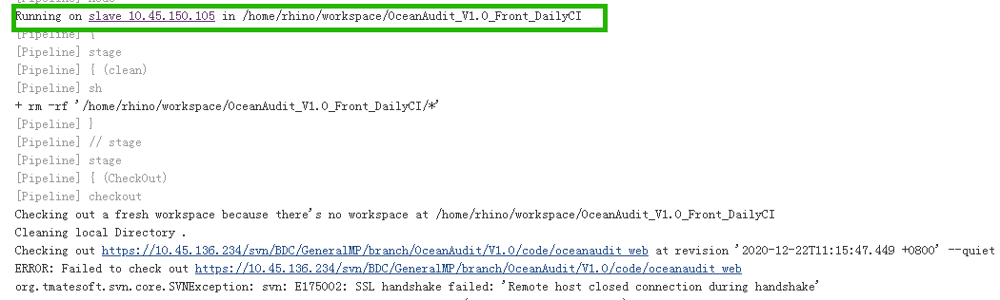 Running on slave 10.45.150.105 in /home/rhino/workspace/OceanAudit_V1.0_Front_DailyCI
[Pipeline] {
[Pipeline] stage
[Pipeline] { (clean)
[Pipeline] sh
+ rm -rf '/home/rhino/workspace/OceanAudit_V1.0_Front_DailyCI/*'
[Pipeline] }
[Pipeline] // stage
[Pipeline] stage
[Pipeline] { (CheckOut)
[Pipeline] checkout
Checking out a fresh workspace because there's no workspace at /home/rhino/workspace/OceanAudit_V1.0_Front_DailyCI
Cleaning local Directory .
Checking out https://10.45.136.234/svn/BDC/GeneralMP/branch/OceanAudit/V1.0/code/oceanaudit_web at revision '2020-12-22T11:15:47.449 +0800' --quiet
ERROR: Failed to check out https://10.45.136.234/svn/BDC/GeneralMP/branch/OceanAudit/V1.0/code/oceanaudit_web
org.tmatesoft.svn.core.SVNException: svn: E175002: SSL handshake failed: 'Remote host closed connection during handshake'